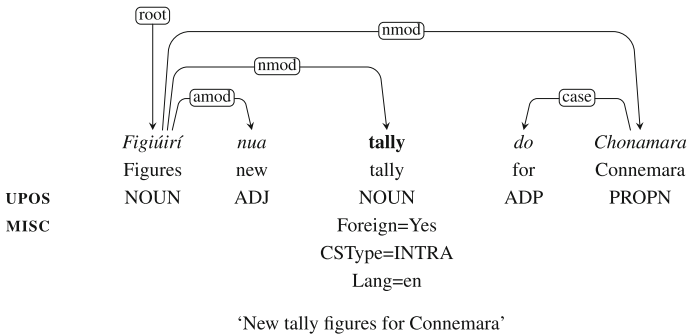 root
nmod
nmod
amod
case
Figiúirí nua tally do Chonamara
Figures new tally for Connemara
UPOS NOUN ADJ NOUN ADP PROPN
MISC Foreign=Yes
CSType=INTRA
Lang=en
‘New tally figures for Connemara’